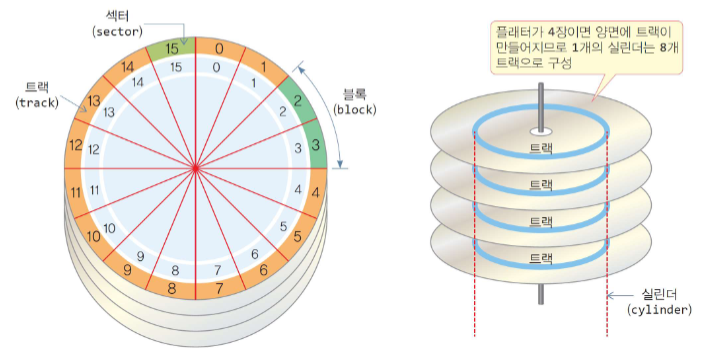 섹터
(sector)
트랙
(track)
블록
(block)
15 0 1 2 3 4 5 6 7 8 9 10 11 12 13 14
15 0 1 2 3 4 5 6 7 8 9 10 11 12 13 14
플래터가 4장이면 양면에 트랙이
만들어지므로 1개의 실린더는 8개
트랙으로 구성
트랙
트랙
트랙
트랙
실린더
(cylinder)